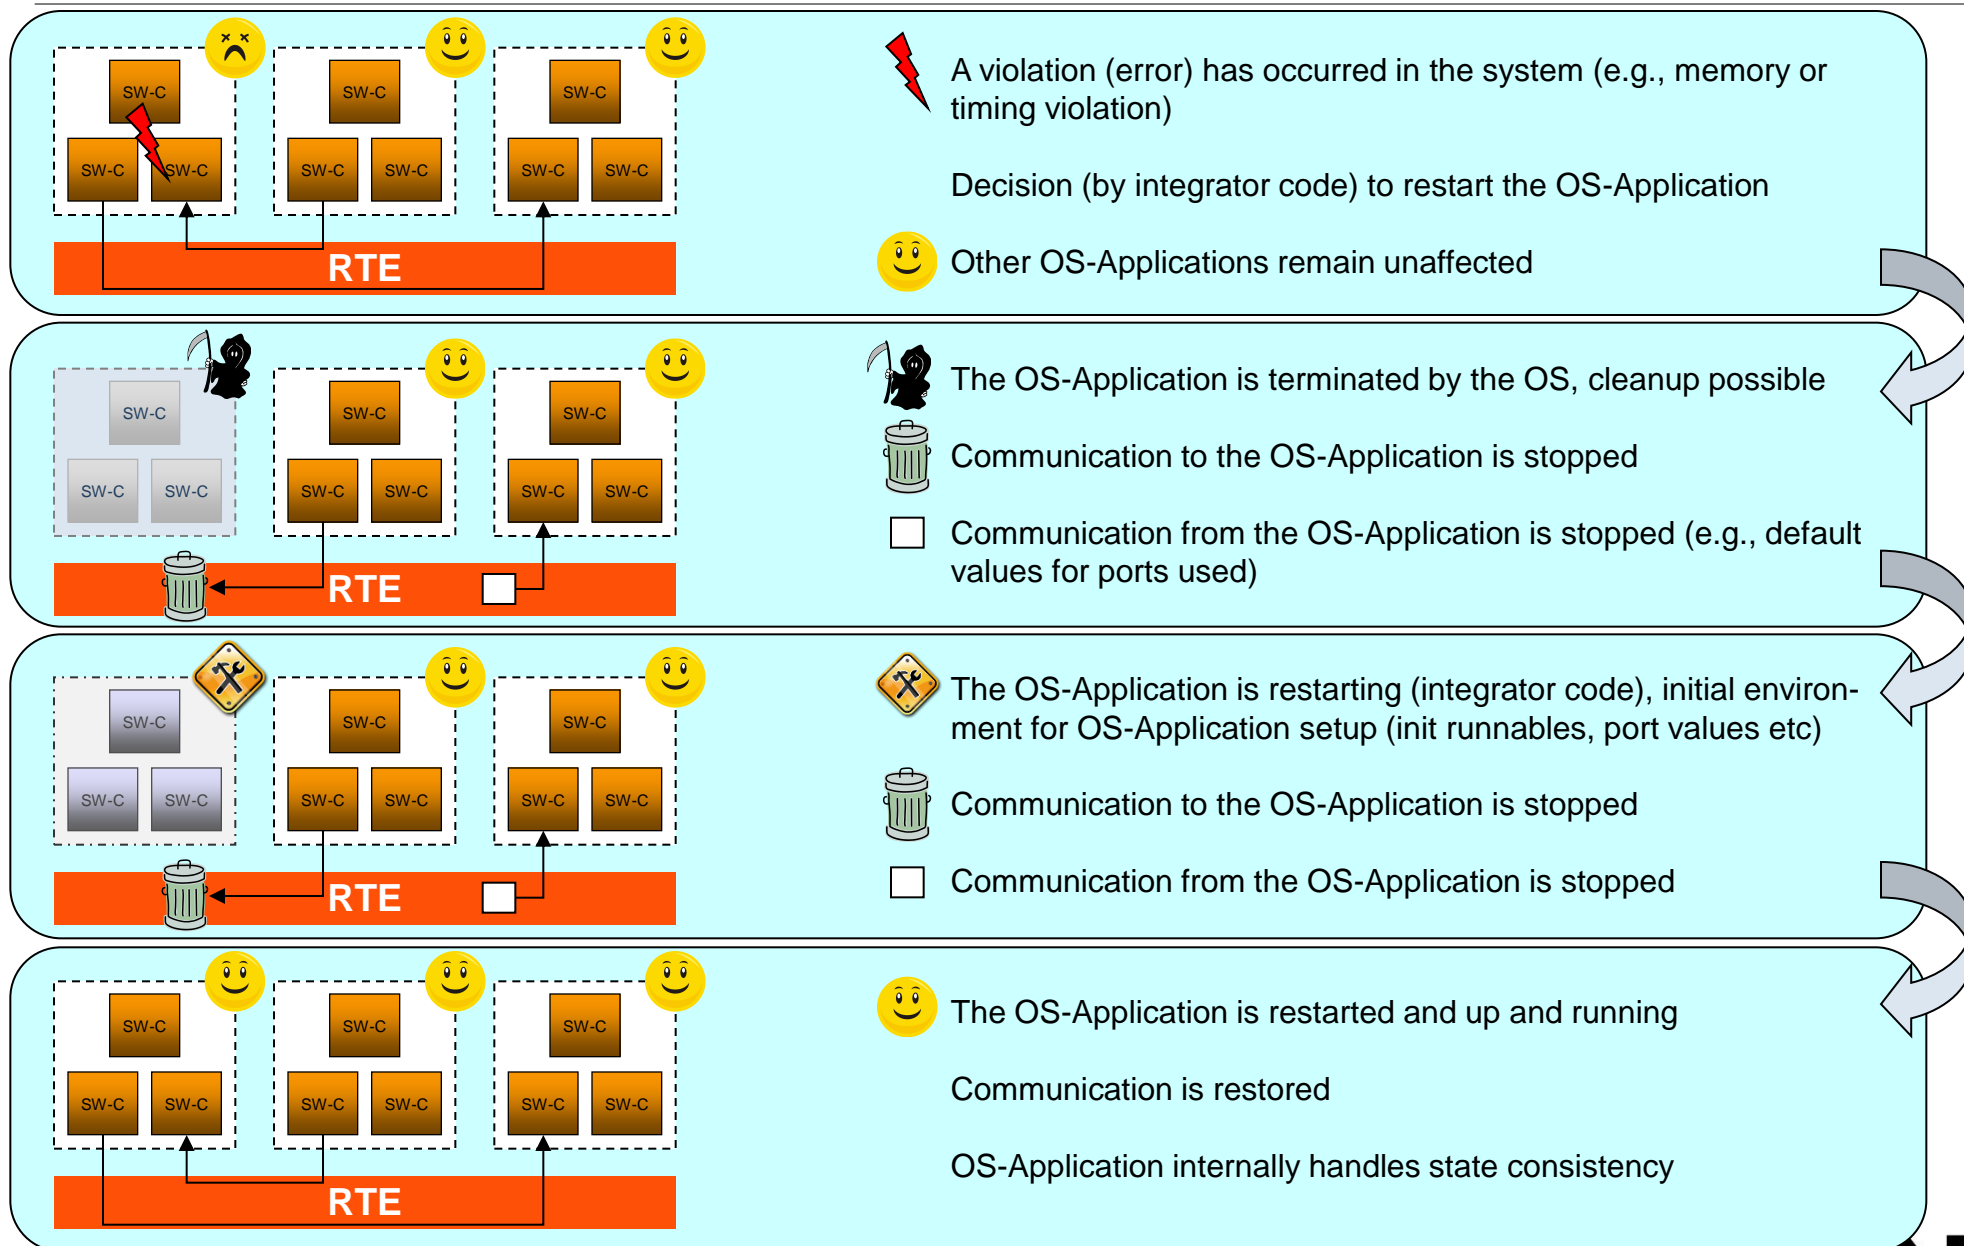 SW-C
SW-C
SW-C
SW-C
SW-C
SW-C
SW-C
SW-C
SW-C
RTE
A violation (error) has occurred in the system (e.g., memory or
timing violation)
Decision (by integrator code) to restart the OS-Application
Other OS-Applications remain unaffected
SW-C
SW-C
SW-C
SW-C
SW-C
SW-C
SW-C
SW-C
SW-C
RTE
The OS-Application is terminated by the OS, cleanup possible
Communication to the OS-Application is stopped
Communication from the OS-Application is stopped (e.g., default
values for ports used)
SW-C
SW-C
SW-C
SW-C
SW-C
SW-C
SW-C
SW-C
SW-C
RTE
The OS-Application is restarting (integrator code), initial environ-
ment for OS-Application setup (init runnables, port values etc)
Communication to the OS-Application is stopped
Communication from the OS-Application is stopped
SW-C
SW-C
SW-C
SW-C
SW-C
SW-C
SW-C
SW-C
SW-C
RTE
The OS-Application is restarted and up and running
Communication is restored
OS-Application internally handles state consistency